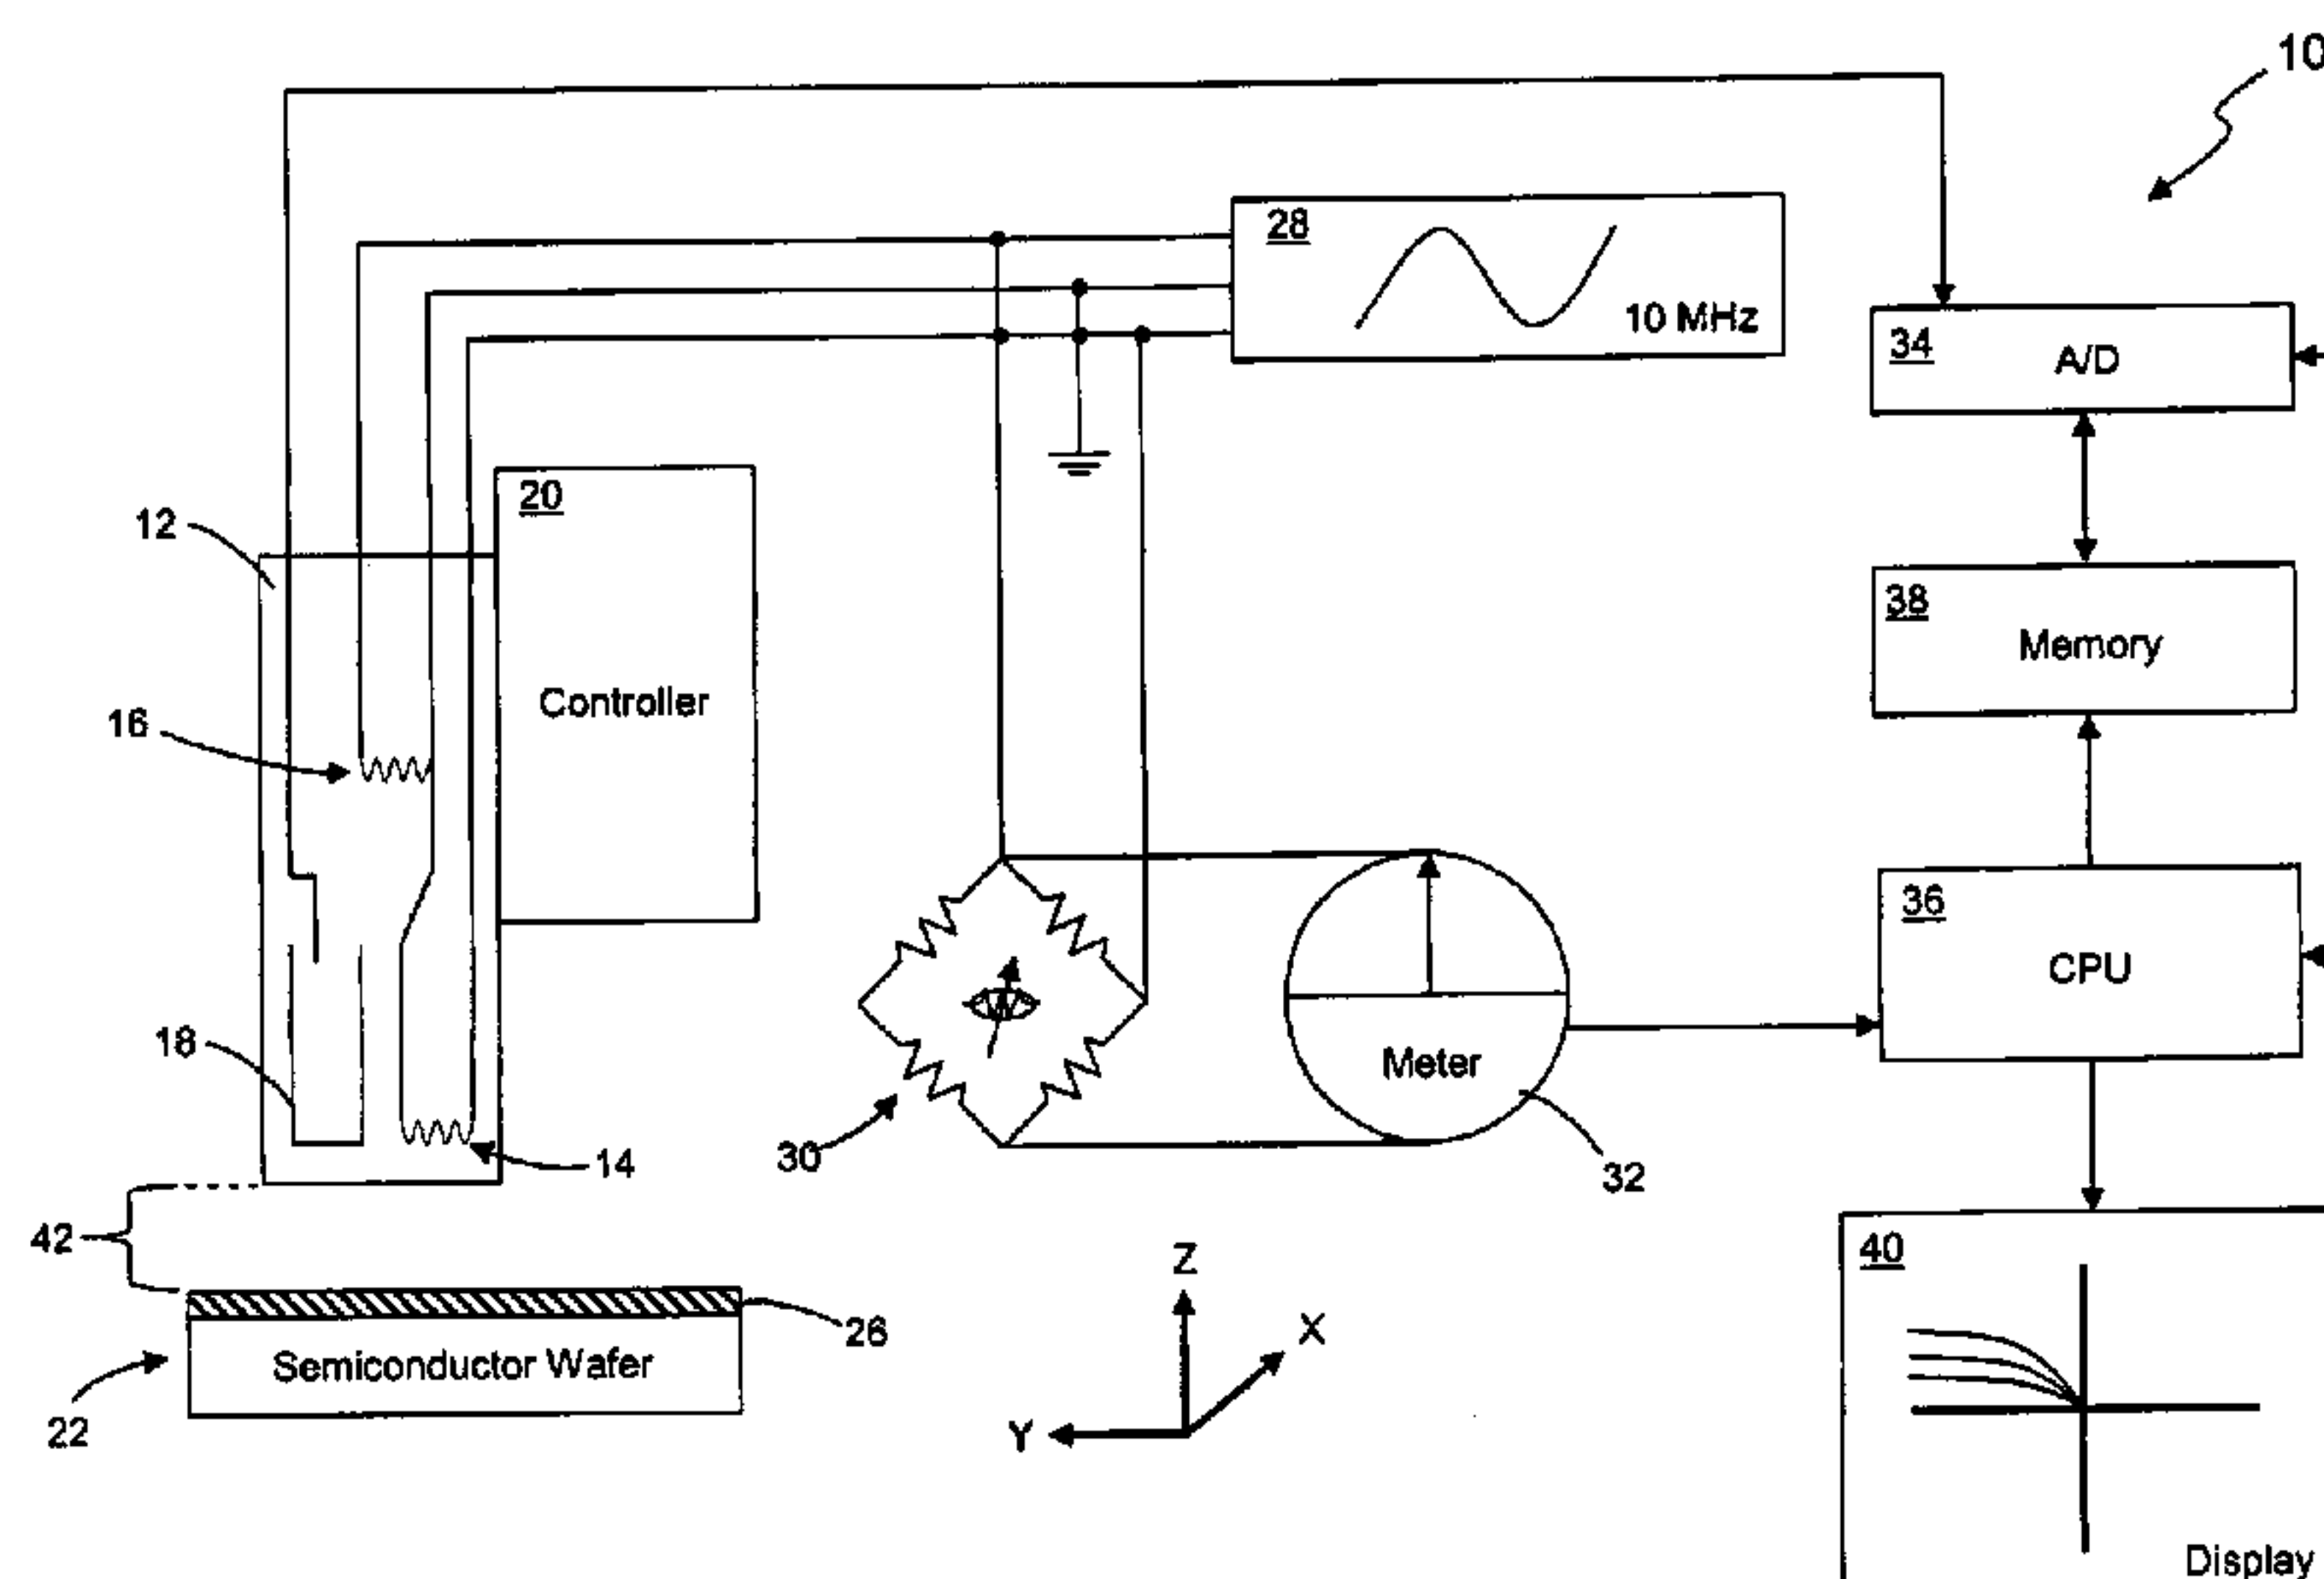 10
28
10 MHz
34
A/D
20
Controller
12
38
Memory
16
36
CPU
18
Meter
14
30
32
42
Z
X
Y
26
Semiconductor Wafer
22
40
Display